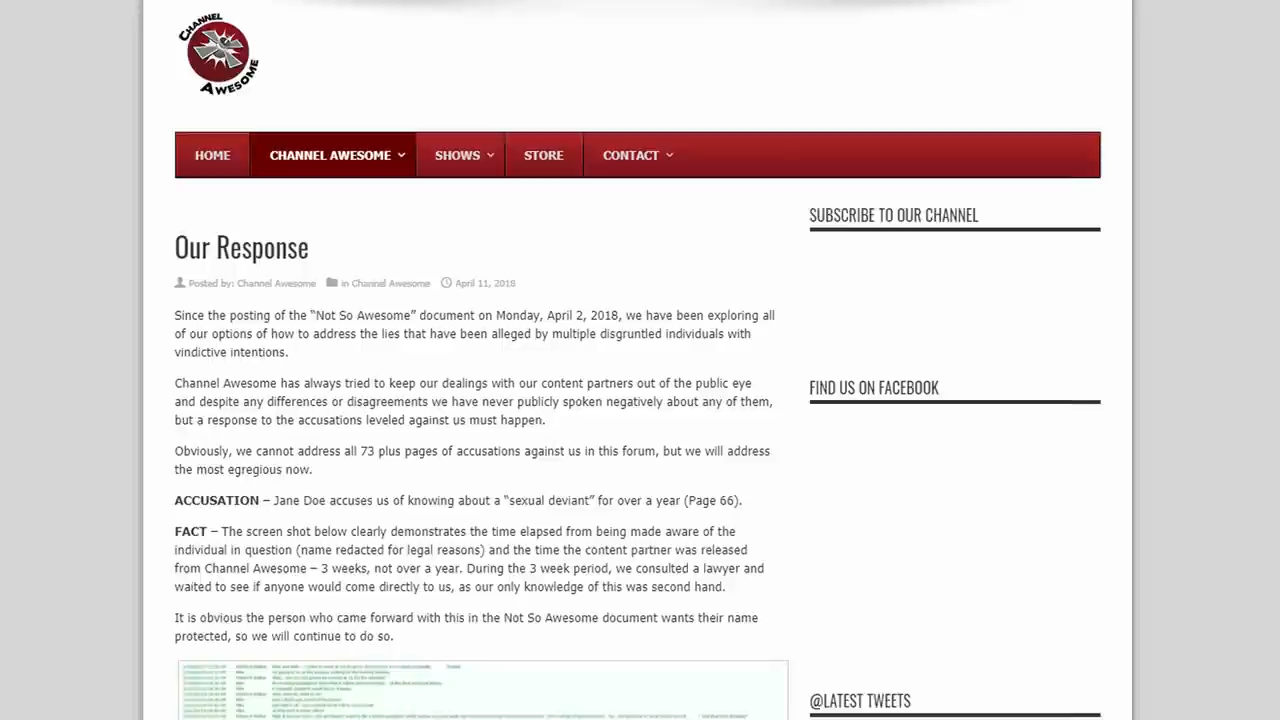 CHANNEL AWESOME
HOME
CHANNEL AWESOME
SHOWS
STORE
CONTACT
Our Response
Posted by: Channel Awesome in Channel Awesome April 11, 2018
Since the posting of the “Not So Awesome” document on Monday, April 2, 2018, we have been exploring all
of our options of how to address the lies that have been alleged by multiple disgruntled individuals with
vindictive intentions.
Channel Awesome has always tried to keep our dealings with our content partners out of the public eye
and despite any differences or disagreements we have never publicly spoken negatively about any of them,
but a response to the accusations leveled against us must happen.
Obviously, we cannot address all 73 plus pages of accusations against us in this forum, but we will address
the most egregious now.
ACCUSATION – Jane Doe accuses us of knowing about a “sexual deviant” for over a year (Page 66).
FACT – The screen shot below clearly demonstrates the time elapsed from being made aware of the
individual in question (name redacted for legal reasons) and the time the content partner was released
from Channel Awesome – 3 weeks, not over a year. During the 3 week period, we consulted a lawyer and
waited to see if anyone would come directly to us, as our only knowledge of this was second hand.
It is obvious the person who came forward with this in the Not So Awesome document wants their name
protected, so we will continue to do so.
SUBSCRIBE TO OUR CHANNEL
FIND US ON FACEBOOK
@LATEST TWEETS